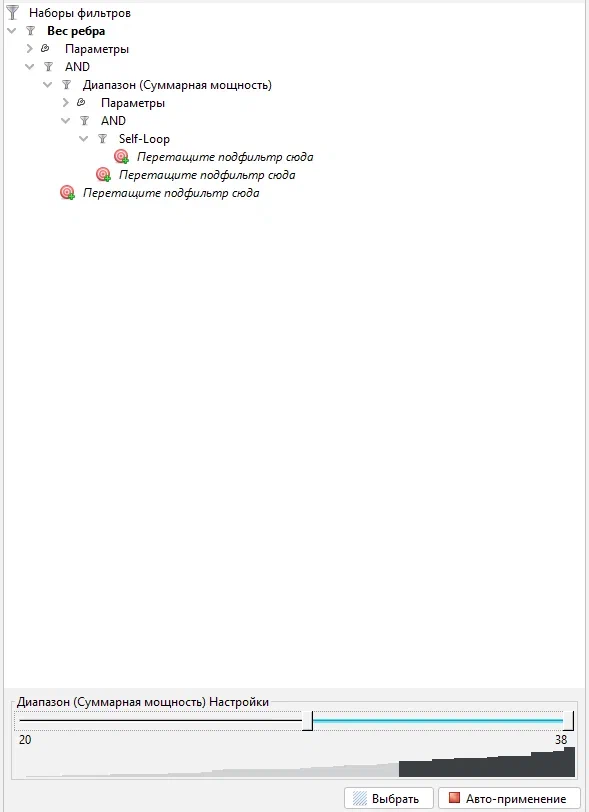 Наборы фильтров
Вес ребра
Параметры
AND
Диапазон (Суммарная мощность)
Параметры
AND
Self-Loop
Перетащите подфильтр сюда
Перетащите подфильтр сюда
Перетащите подфильтр сюда
Диапазон (Суммарная мощность) Настройки
20 38
Выбрать Авто-применение